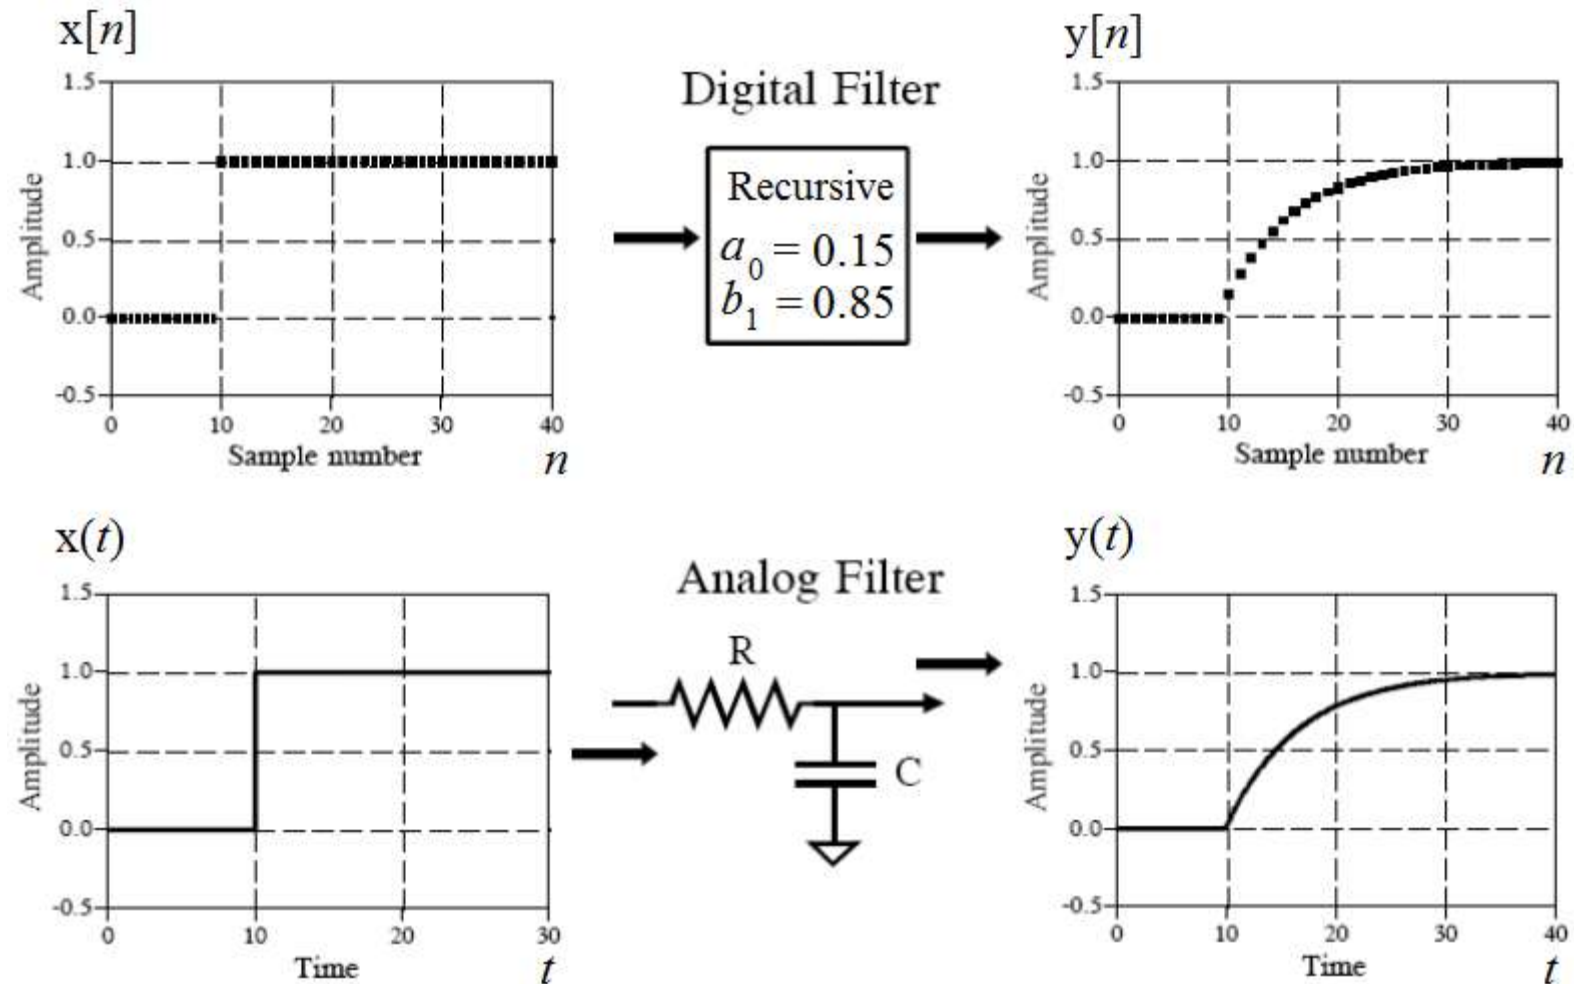 x[n]
1.5
1.0
0.5
0.0
-0.5
Amplitude
0 10 20 30 40
Sample number n
Digital Filter
Recursive
a0 = 0.15
b1 = 0.85
y[n]
1.5
1.0
0.5
0.0
-0.5
Amplitude
0 10 20 30 40
Sample number n
x(t)
1.5
1.0
0.5
0.0
-0.5
Amplitude
0 10 20 30
Time t
Analog Filter
R
C
y(t)
1.5
1.0
0.5
0.0
-0.5
Amplitude
0 10 20 30 40
Time t